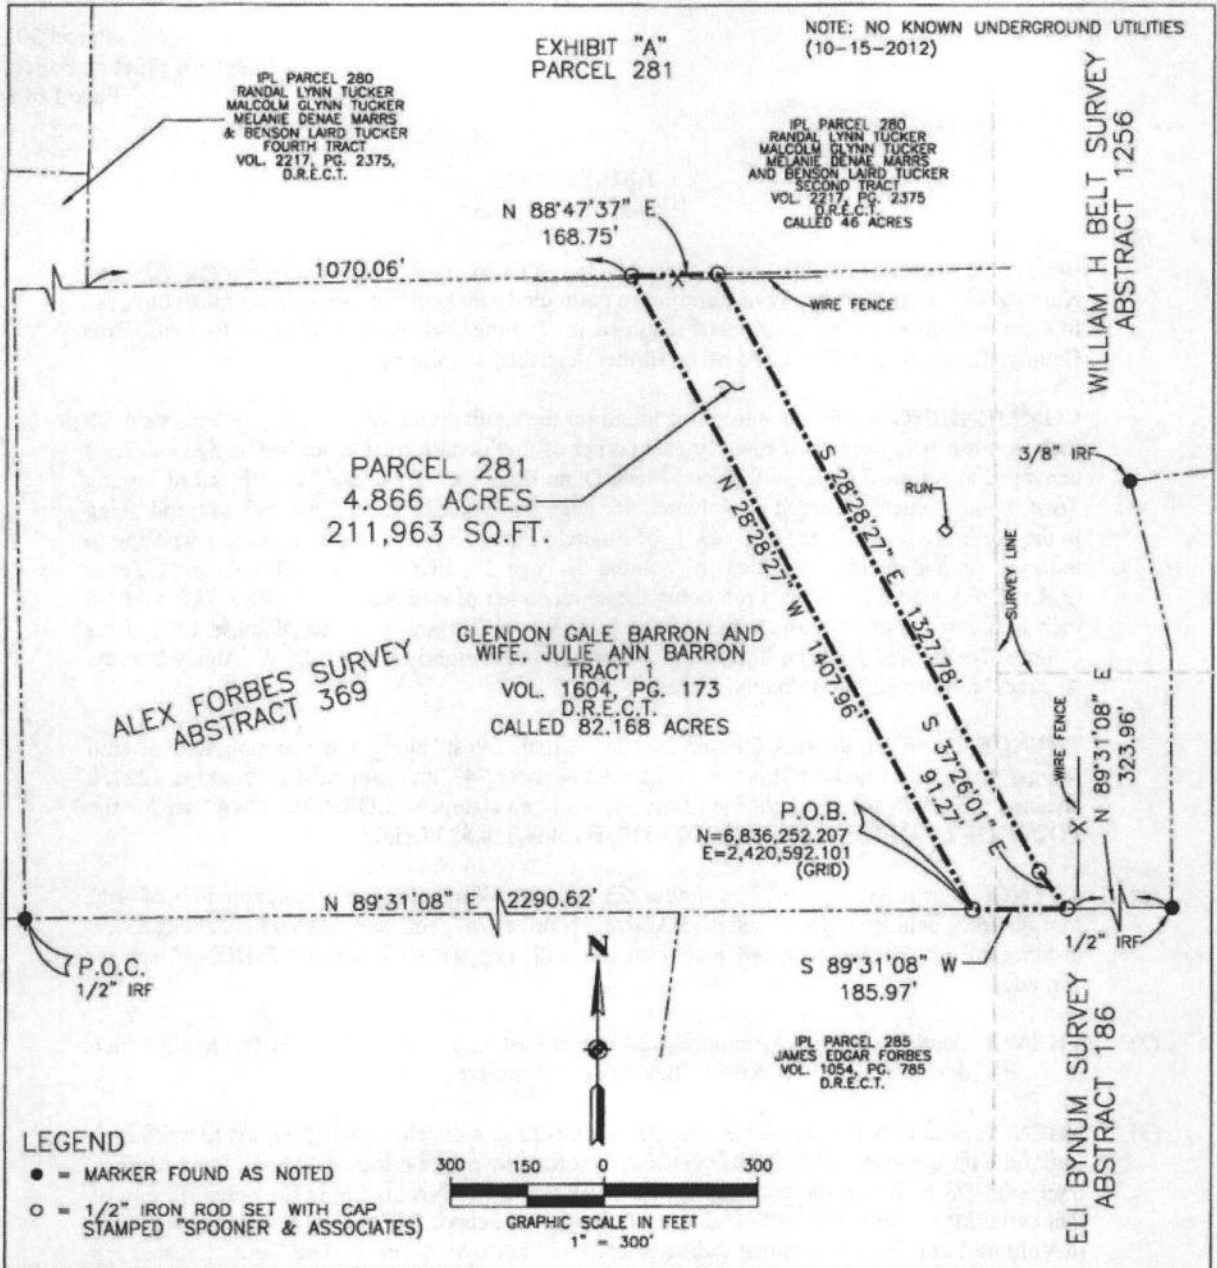 NOTE: NO KNOWN UNDERGROUND UTILITIES
(10-15-2012)
EXHIBIT "A"
PARCEL 281
IPL PARCEL 280
RANDAL LYNN TUCKER
MALCOLM GLYNN TUCKER
MELANIE DENAE MARRS
& BENSON LAIRD TUCKER
FOURTH TRACT
VOL. 2217, PG. 2375,
D.R.E.C.T.
IPL PARCEL 280
RANDAL LYNN TUCKER
MALCOLM GLYNN TUCKER
MELANIE DENAE MARRS
AND BENSON LAIRD TUCKER
SECOND TRACT
VOL. 2217, PG. 2375
D.R.E.C.T.
CALLED 46 ACRES
WILLIAM H. BELT SURVEY
ABSTRACT 1256
N 88°47'37" E
168.75'
1070.06'
WIRE FENCE
PARCEL 281
4.866 ACRES
211,963 SQ.FT.
3/8" IRF
RUN
SURVEY LINE
S 28°28'27" E 1327.78'
N 28°28'27" W 1407.96'
ALEX FORBES SURVEY
ABSTRACT 369
GLENDON GALE BARRON AND
WIFE, JULIE ANN BARRON
TRACT 1
VOL. 1604, PG. 173
D.R.E.C.T.
CALLED 82.168 ACRES
S 37°26'01" E
91.27'
WIRE FENCE
N 89°31'08" E
323.96'
P.O.B.
N=6,836,252.207
E=2,420,592.101
(GRID)
N 89°31'08" E 2290.62'
P.O.C.
1/2" IRF
N
1/2" IRF
S 89°31'08" W
185.97'
IPL PARCEL 285
JAMES EDGAR FORBES
VOL. 1054, PG. 785
D.R.E.C.T.
ELI BYNUM SURVEY
ABSTRACT 186
LEGEND
● = MARKER FOUND AS NOTED
○ = 1/2" IRON ROD SET WITH CAP
STAMPED "SPOONER & ASSOCIATES)
300 150 0 300
GRAPHIC SCALE IN FEET
1" = 300'